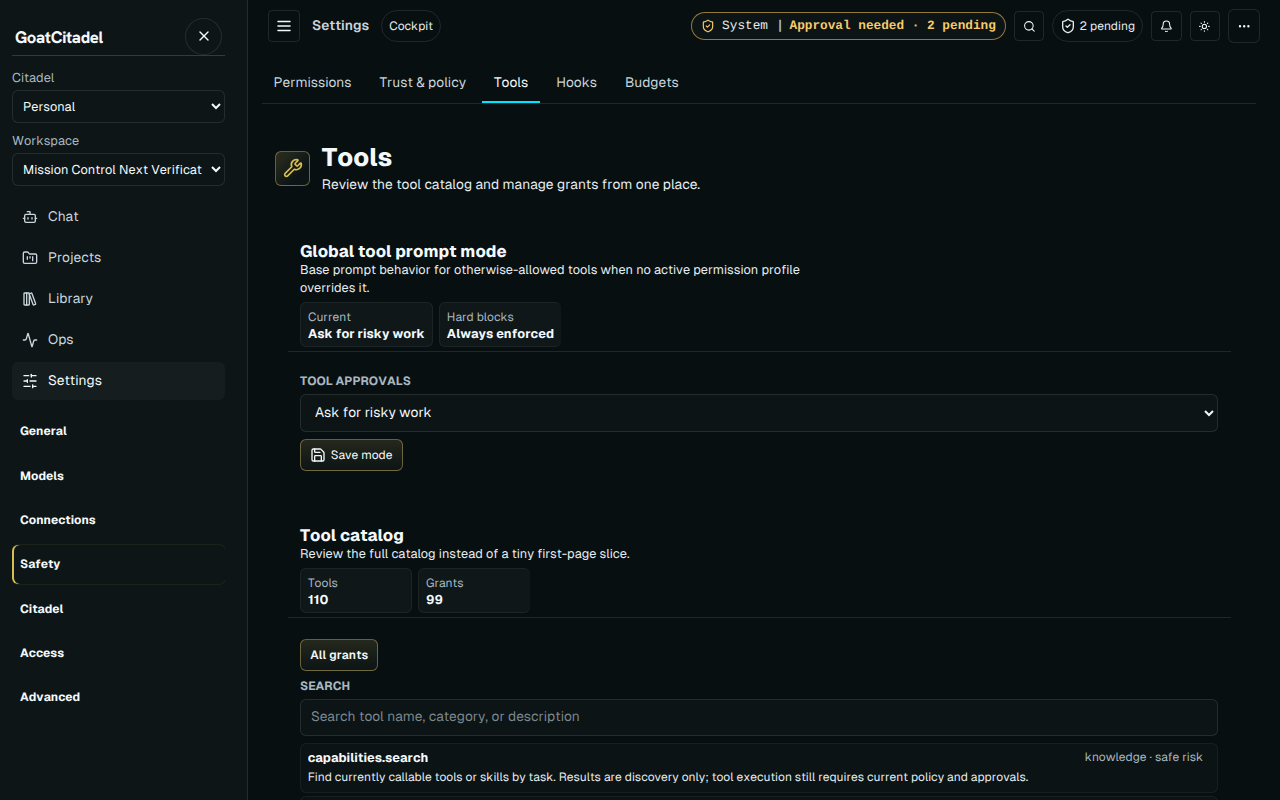 GoatCitadel
Citadel
Personal
Workspace
Mission Control Next Verificat
Chat
Projects
Library
Ops
Settings
General
Models
Connections
Safety
Citadel
Access
Advanced
Settings
Cockpit
System | Approval needed · 2 pending
2 pending
Permissions
Trust & policy
Tools
Hooks
Budgets
Tools
Review the tool catalog and manage grants from one place.
Global tool prompt mode
Base prompt behavior for otherwise-allowed tools when no active permission profile
overrides it.
Current
Ask for risky work
Hard blocks
Always enforced
TOOL APPROVALS
Ask for risky work
Save mode
Tool catalog
Review the full catalog instead of a tiny first-page slice.
Tools
110
Grants
99
All grants
SEARCH
Search tool name, category, or description
capabilities.search
knowledge · safe risk
Find currently callable tools or skills by task. Results are discovery only; tool execution still requires current policy and approvals.